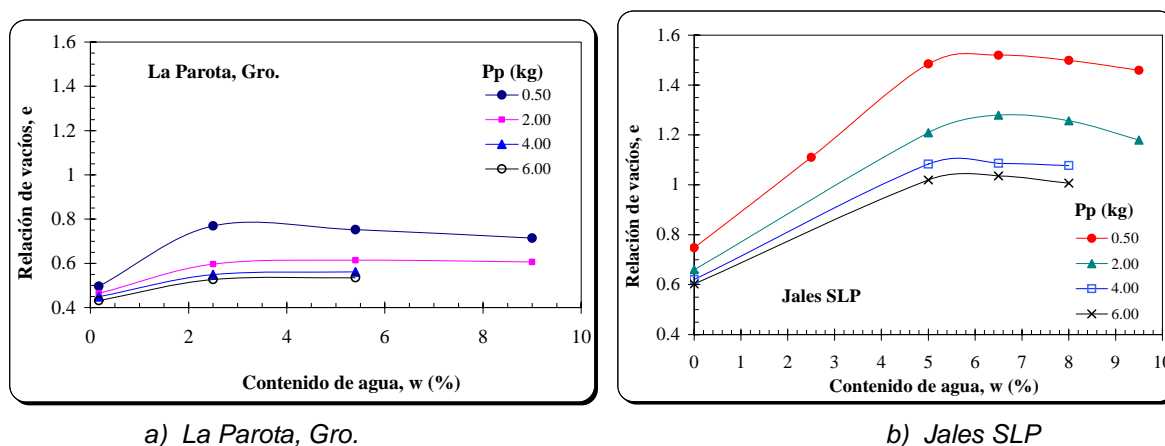 1.6
1.4
1.2
1
0.8
0.6
0.4
Relación de vacíos, e
La Parota, Gro.
Pp (kg)
0.50
2.00
4.00
6.00
0 2 4 6 8 10
Contenido de agua, w (%)
a) La Parota, Gro.
1.6
1.4
1.2
1
0.8
0.6
0.4
Relación de vacíos, e
Pp (kg)
0.50
2.00
4.00
6.00
Jales SLP
0 1 2 3 4 5 6 7 8 9 10
Contenido de agua, w (%)
b) Jales SLP